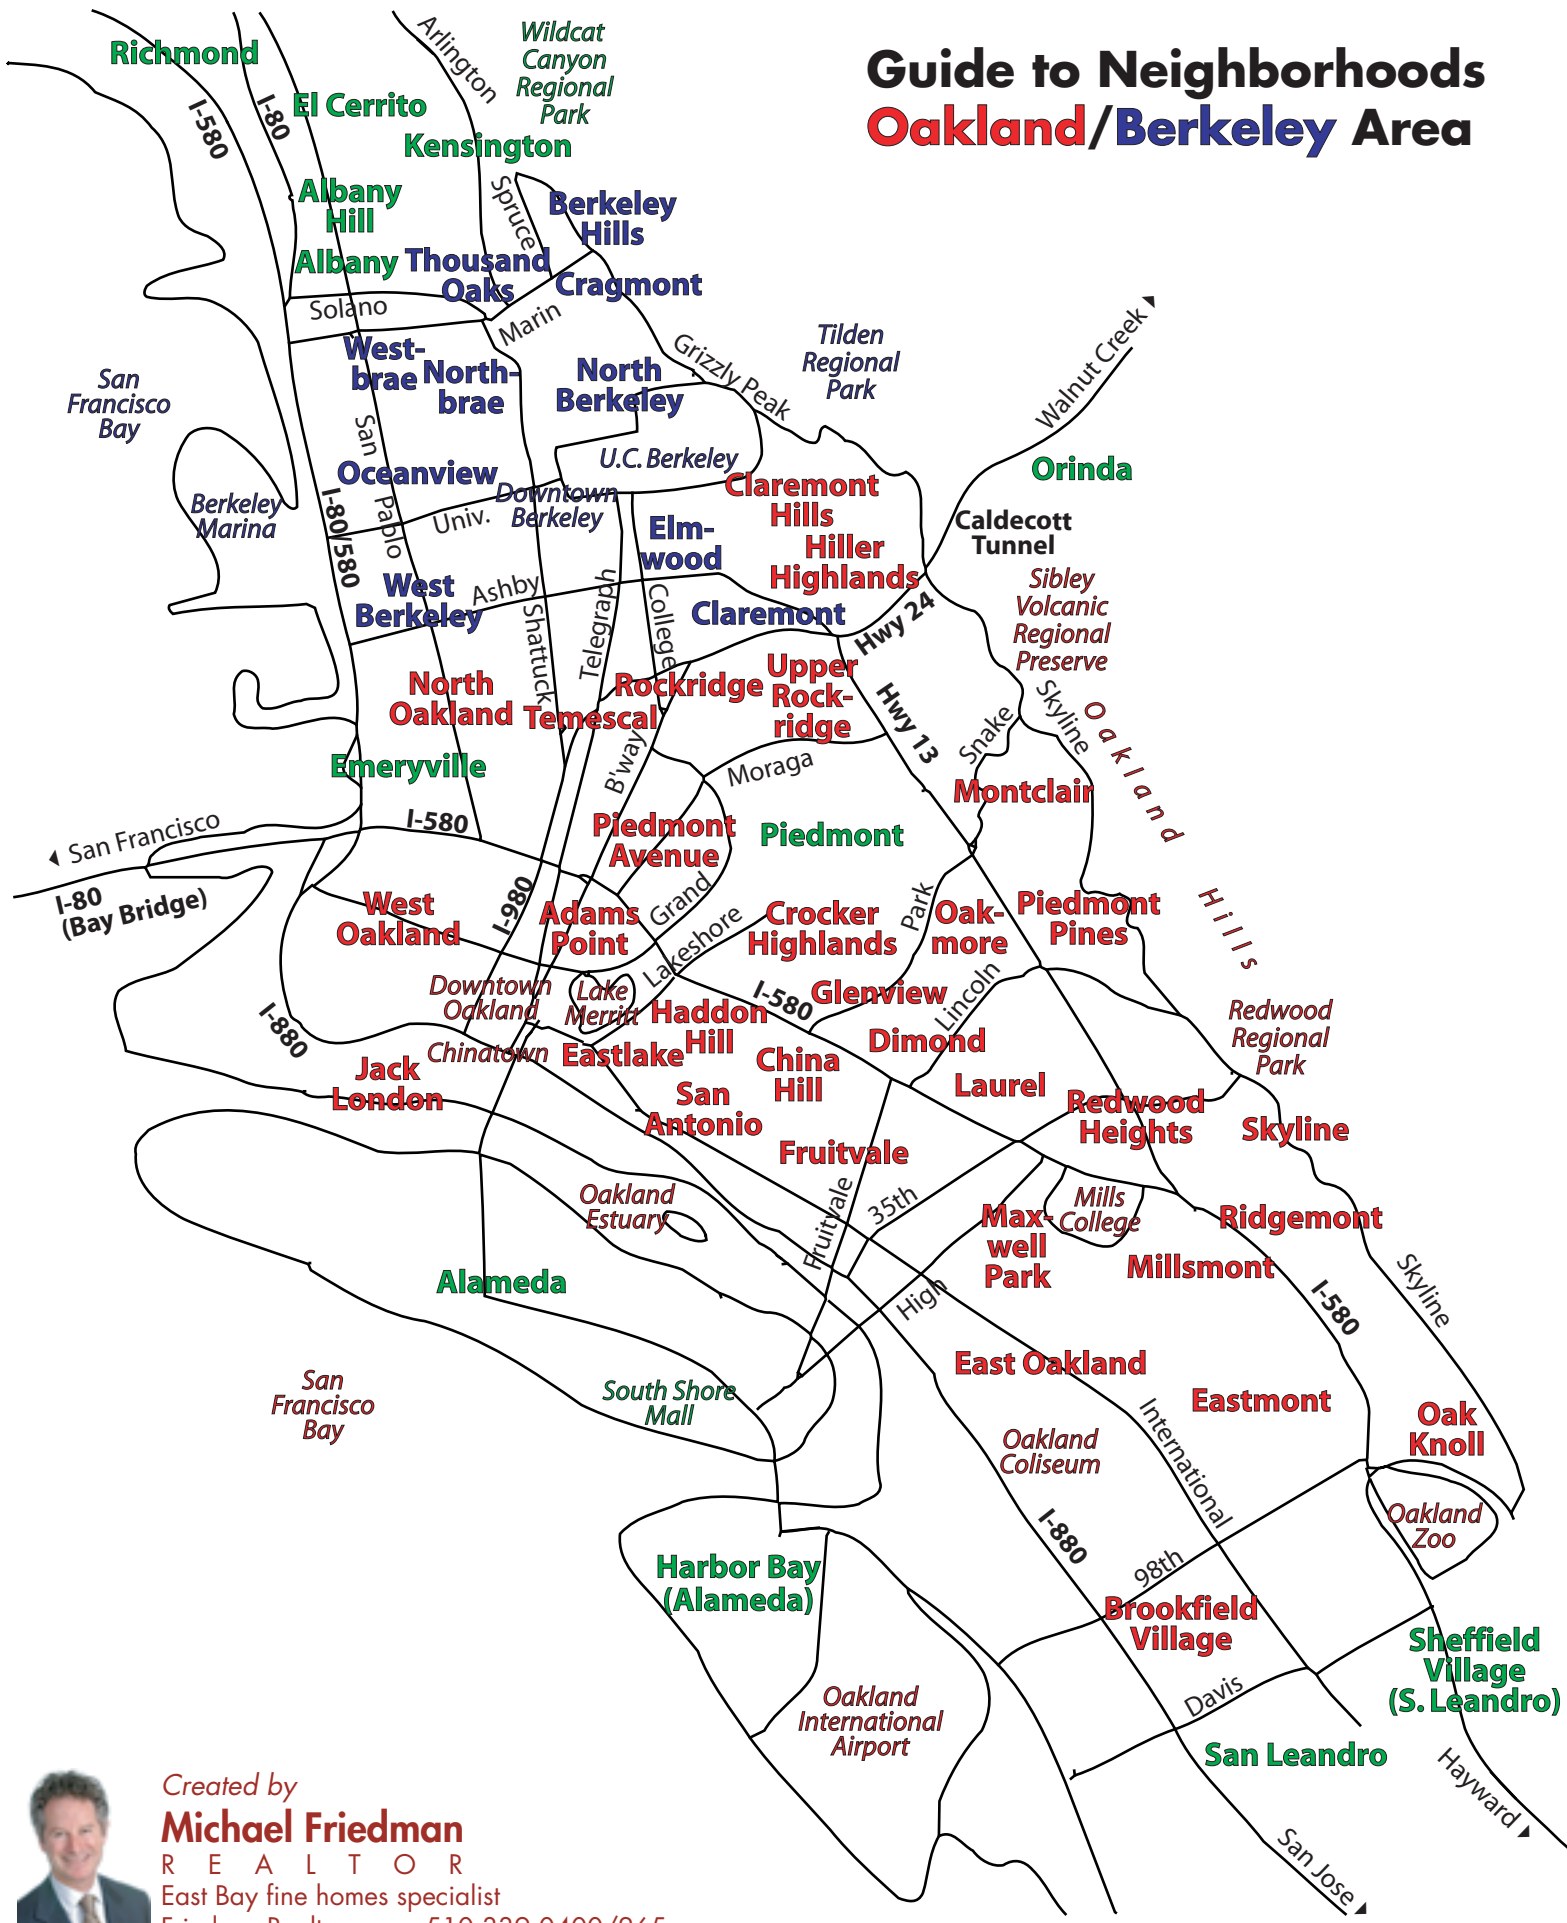 Guide to Neighborhoods
Oakland/Berkeley Area
Richmond
I-580
I-80
El Cerrito
Arlington
Wildcat
Canyon
Regional
Park
Kensington
Albany
Hill
Spruce
Berkeley
Hills
Albany
Thousand
Oaks
Cragmont
Solano
Marin
West-
brae
North-
brae
North
Berkeley
Grizzly Peak
Tilden
Regional
Park
Walnut Creek
San
Francisco
Bay
San
Pablo
Oceanview
U.C. Berkeley
Orinda
Berkeley
Marina
I-80/580
Univ.
Downtown
Berkeley
Elm-
wood
Claremont
Hills
Hiller
Highlands
Caldecott
Tunnel
Sibley
Volcanic
Regional
Preserve
West
Berkeley
Ashby
Shattuck
Telegraph
College
Claremont
Hwy 24
North
Oakland
Temescal
Rockridge
Upper
Rock-
ridge
Hwy 13
Snake
Skyline
Oakland
Hills
Emeryville
B'way
Moraga
Montclair
San Francisco
I-80
(Bay Bridge)
I-580
Piedmont
Avenue
Piedmont
West
Oakland
I-980
Adams
Point
Grand
Lakeshore
Crocker
Highlands
Park
Oak-
more
Piedmont
Pines
Downtown
Oakland
Lake
Merritt
I-580
Glenview
Lincoln
Haddon
Hill
Redwood
Regional
Park
I-880
Chinatown
Eastlake
China
Hill
Dimond
Jack
London
San
Antonio
Laurel
Redwood
Heights
Skyline
Fruitvale
Oakland
Estuary
Fruitvale
35th
Max-
well
Park
Mills
College
Ridgemont
Millsmont
Alameda
High
I-580
Skyline
East Oakland
San
Francisco
Bay
South Shore
Mall
Eastmont
International
Oak
Knoll
Oakland
Coliseum
I-880
Oakland
Zoo
Harbor Bay
(Alameda)
98th
Brookfield
Village
Sheffield
Village
(S. Leandro)
Oakland
International
Airport
Davis
San Leandro
Hayward
San Jose
Created by
Michael Friedman
REALTOR
East Bay fine homes specialist